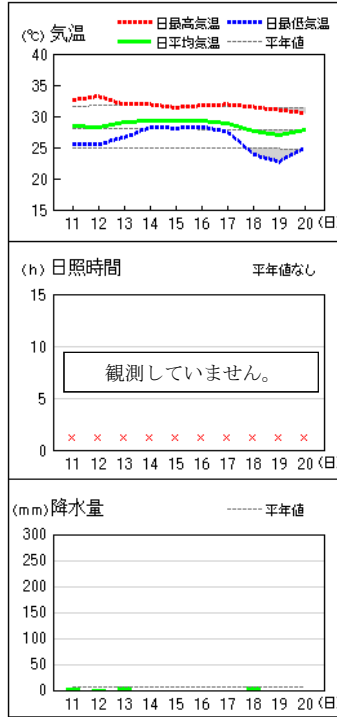 (℃) 気温
日最高気温 日最低気温
日平均気温 平年値
40
35
30
25
20
15
11 12 13 14 15 16 17 18 19 20 (日
(h) 日照時間 平年値なし
15
10
観測していません。
5
0
× × × × × × × × × ×
11 12 13 14 15 16 17 18 19 20 (日
(mm) 降水量 平年値
300
250
200
150
100
50
0
11 12 13 14 15 16 17 18 19 20 (日